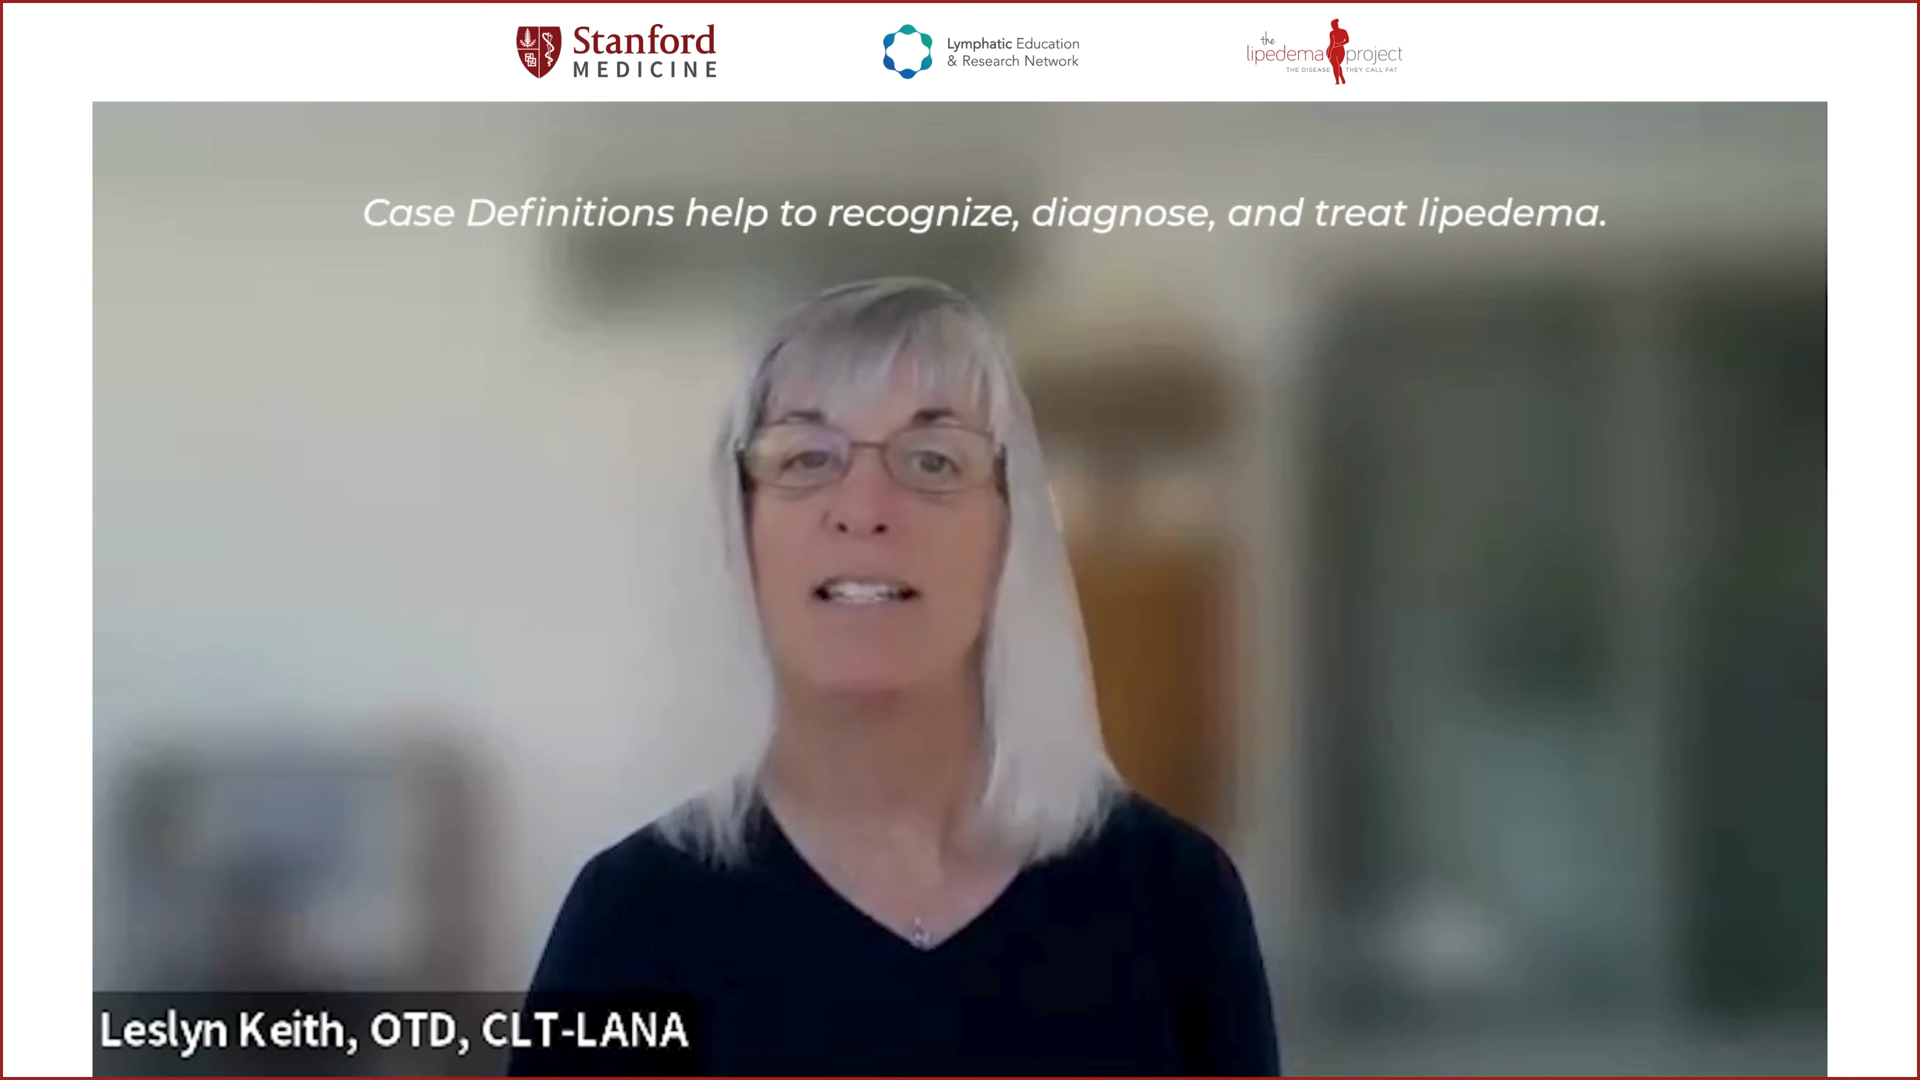 Stanford
MEDICINE
Lymphatic Education
& Research Network
the
lipedema project
THE DISEASE THEY CALL FAT
Case Definitions help to recognize, diagnose, and treat lipedema.
Leslyn Keith, OTD, CLT-LANA